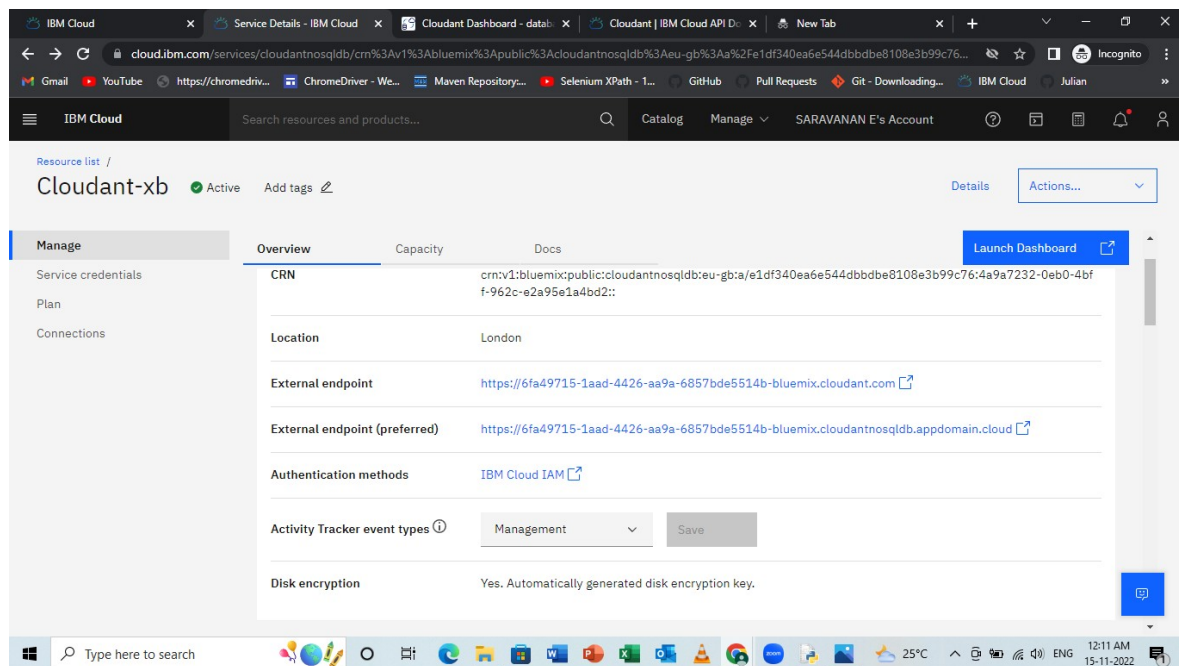 IBM Cloud
Service Details - IBM Cloud
Cloudant Dashboard - datab
Cloudant | IBM Cloud API Do
New Tab
cloud.ibm.com/services/cloudantnosqldb/crn%3Av1%3Abluemix%3Apublic%3Acloudantnosqldb%3Aeu-gb%3Aa%2Fe1df340ea6e544dbbdbe8108e3b99c76...
Incognito
Gmail
YouTube
https://chromedriv...
ChromeDriver - We...
Maven Repository:...
Selenium XPath - 1...
GitHub
Pull Requests
Git - Downloading...
IBM Cloud
Julian
»
IBM Cloud
Search resources and products...
Catalog
Manage
SARAVANAN E's Account
Resource list /
Cloudant-xb
Active
Add tags
Details
Actions...
Manage
Service credentials
Plan
Connections
Overview
Capacity
Docs
Launch Dashboard
CRN
crn:v1:bluemix:public:cloudantnosqldb:eu-gb:a/e1df340ea6e544dbbdbe8108e3b99c76:4a9a7232-0eb0-4bf
f-962c-e2a95e1a4bd2::
Location
London
External endpoint
https://6fa49715-1aad-4426-aa9a-6857bde5514b-bluemix.cloudant.com
External endpoint (preferred)
https://6fa49715-1aad-4426-aa9a-6857bde5514b-bluemix.cloudantnosqldb.appdomain.cloud
Authentication methods
IBM Cloud IAM
Activity Tracker event types
Management
Save
Disk encryption
Yes. Automatically generated disk encryption key.
Type here to search
25°C
ENG
12:11 AM
15-11-2022